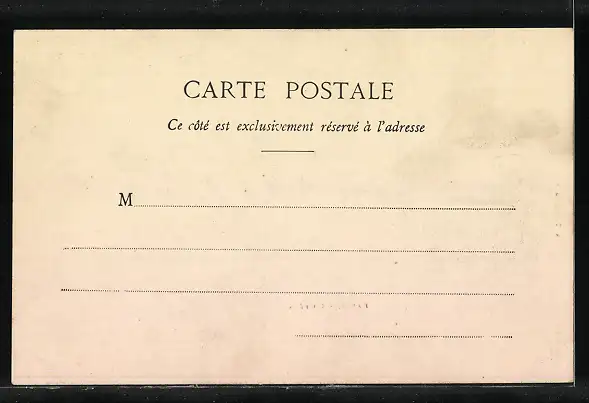 CARTE POSTALE
Ce côté est exclusivement réservé à l'adresse
M